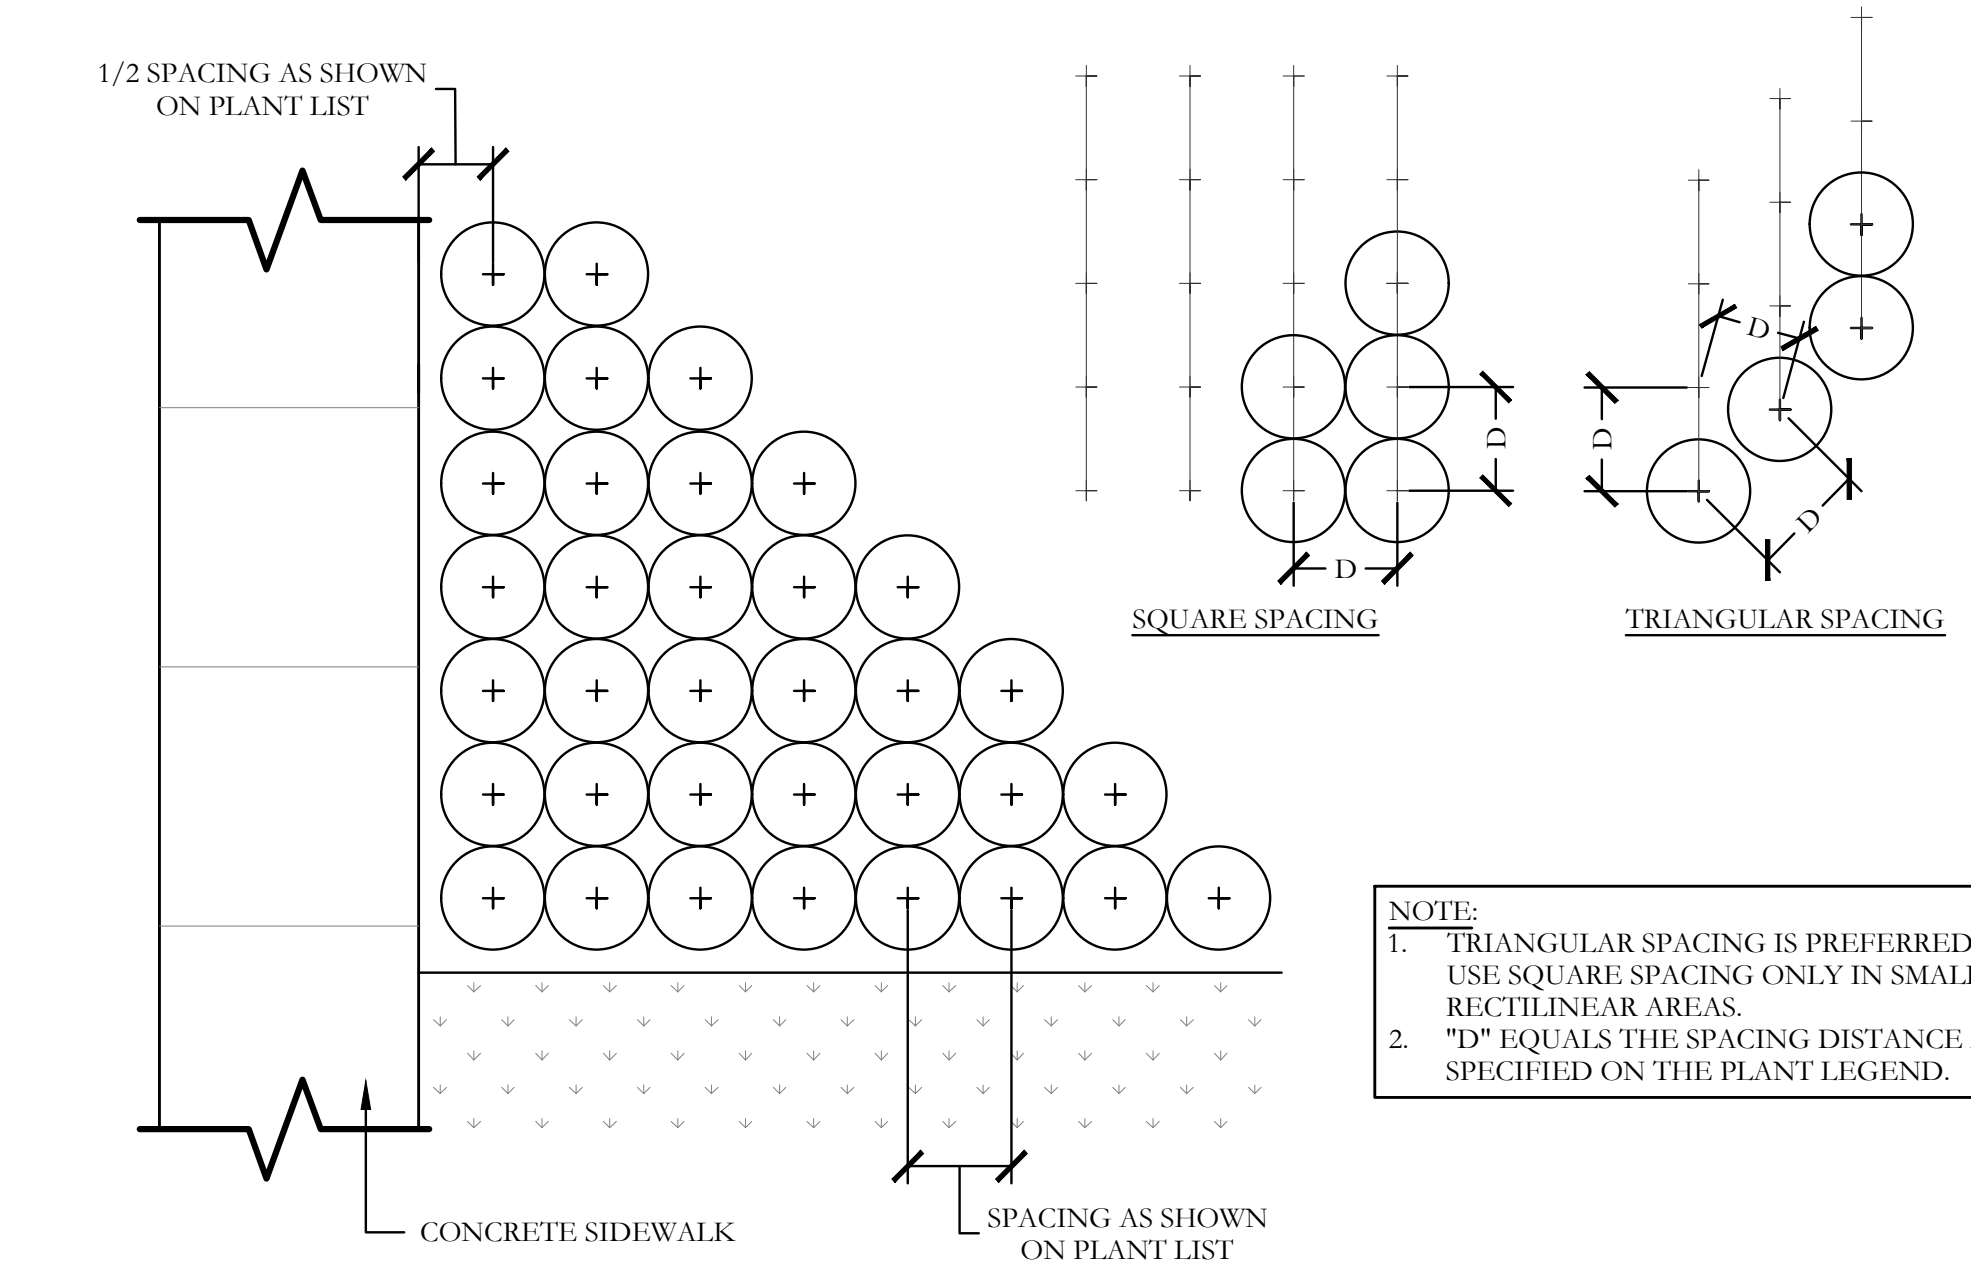 1/2 SPACING AS SHOWN
ON PLANT LIST
D
D
D
D
D
SQUARE SPACING
TRIANGULAR SPACING
NOTE:
1. TRIANGULAR SPACING IS PREFERRED
USE SQUARE SPACING ONLY IN SMALL
RECTILINEAR AREAS.
2. "D" EQUALS THE SPACING DISTANCE
SPECIFIED ON THE PLANT LEGEND.
CONCRETE SIDEWALK
SPACING AS SHOWN
ON PLANT LIST